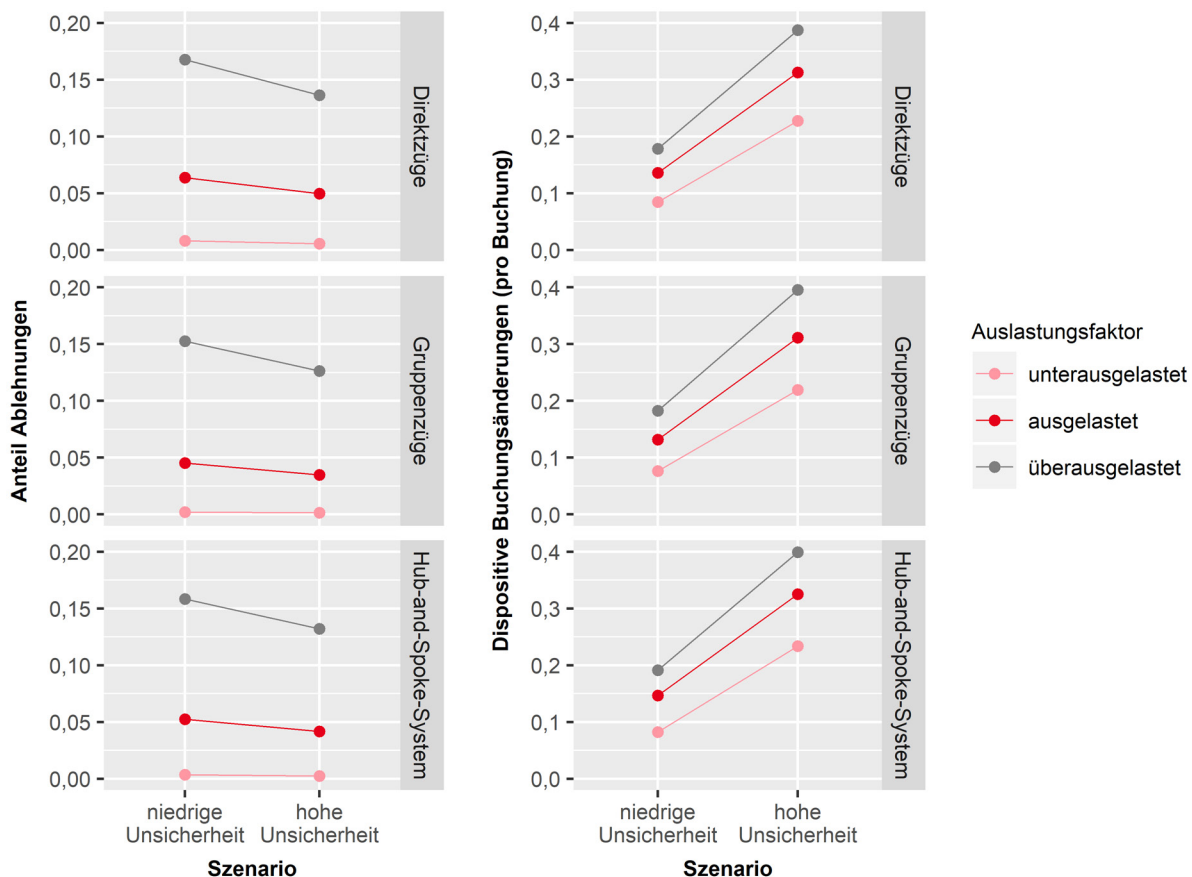 Anteil Ablehnungen
0,20
0,15
0,10
0,05
0,00
Direktzüge
0,20
0,15
0,10
0,05
0,00
Gruppenzüge
0,20
0,15
0,10
0,05
0,00
Hub-and-Spoke-System
niedrige
Unsicherheit
hohe
Unsicherheit
Szenario
Dispositive Buchungsänderungen (pro Buchung)
0,4
0,3
0,2
0,1
0,0
Direktzüge
0,4
0,3
0,2
0,1
0,0
Gruppenzüge
0,4
0,3
0,2
0,1
0,0
Hub-and-Spoke-System
niedrige
Unsicherheit
hohe
Unsicherheit
Szenario
Auslastungsfaktor
unterausgelastet
ausgelastet
überausgelastet